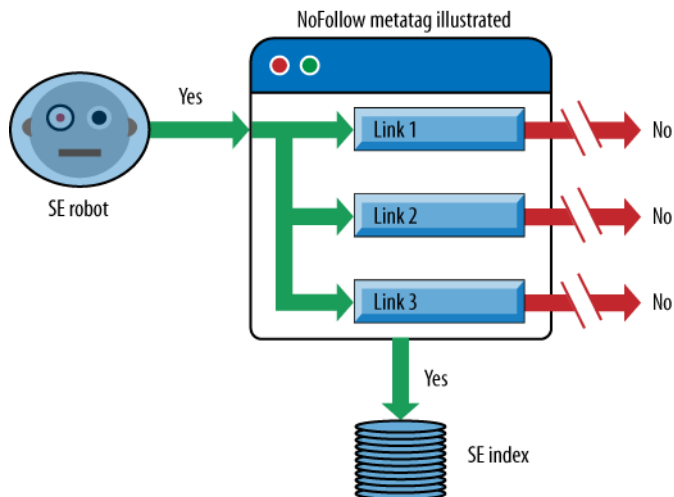 NoFollow metatag illustrated
Yes
Link 1
No
SE robot
Link 2
No
Link 3
No
Yes
SE index